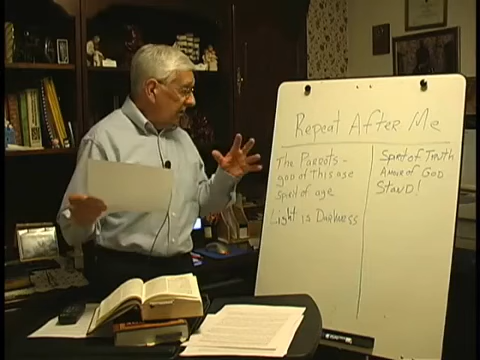 Repeat After Me
The Parrots -
god of this age
Spirit of age
Light is Darkness
Spirit of Truth
Armor of GOD
STAND!